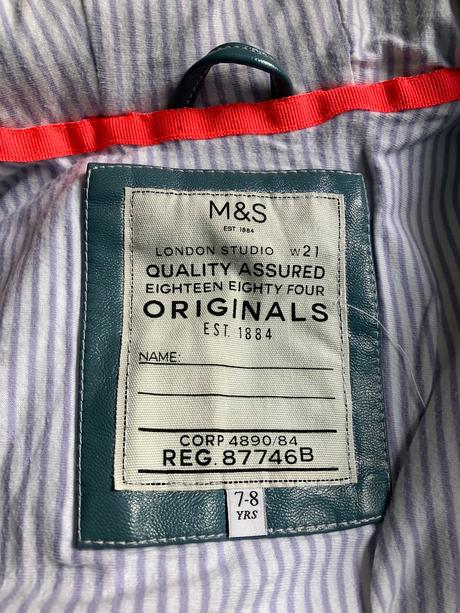 M&S
EST. 1884
LONDON STUDIO W21
QUALITY ASSURED
EIGHTEEN EIGHTY FOUR
ORIGINALS
EST. 1884
NAME:
CORP 4890/84
REG. 87746B
7-8
YRS